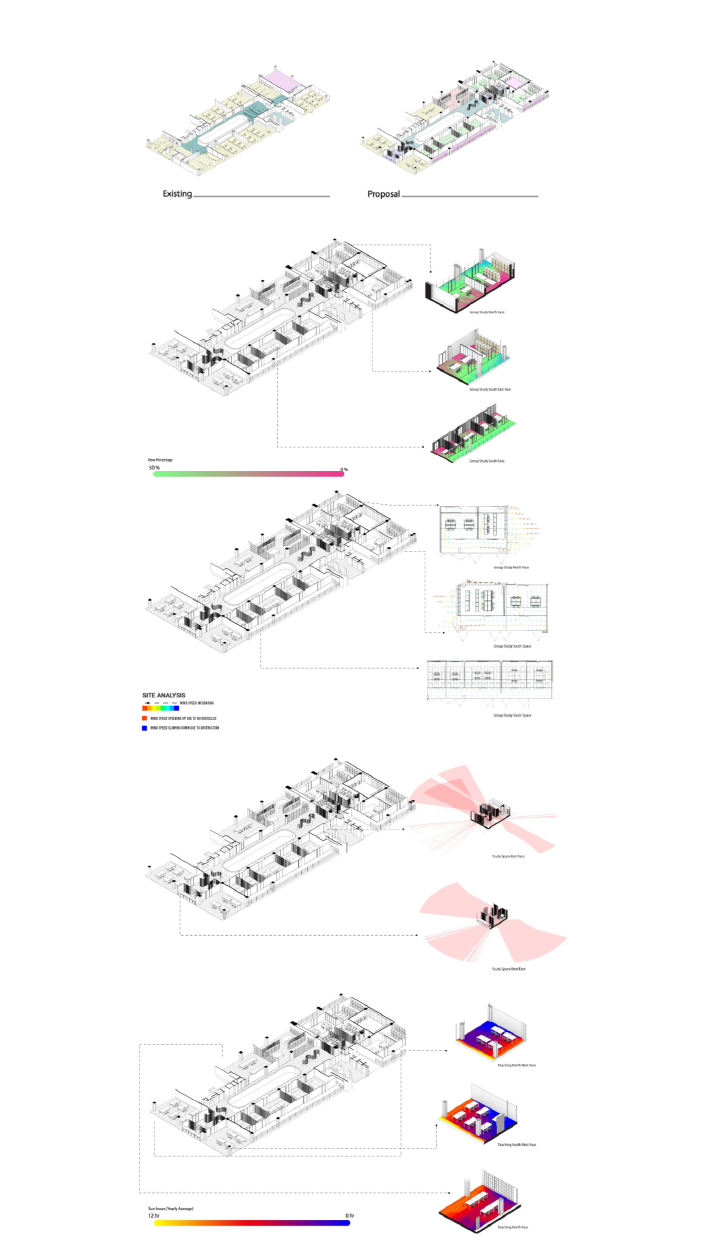 Existing
Proposal
Group Study North Face
Group Study South East Face
Group Study South Face
View Percentage
50 %
0 %
Group Study North Face
Group Study South Space
Group Study South Space
SITE ANALYSIS
WIND SPEED INCREASING
WIND SPEED SPEEDING UP DUE TO NO OBSTACLES
WIND SPEED SLOWING DOWN DUE TO OBSTRUCTION
Study Space East Face
Study Space West Face
Teaching North West Face
Teaching South West Face
Teaching North Face
Sun hours (Yearly Average)
12 hr
0 hr